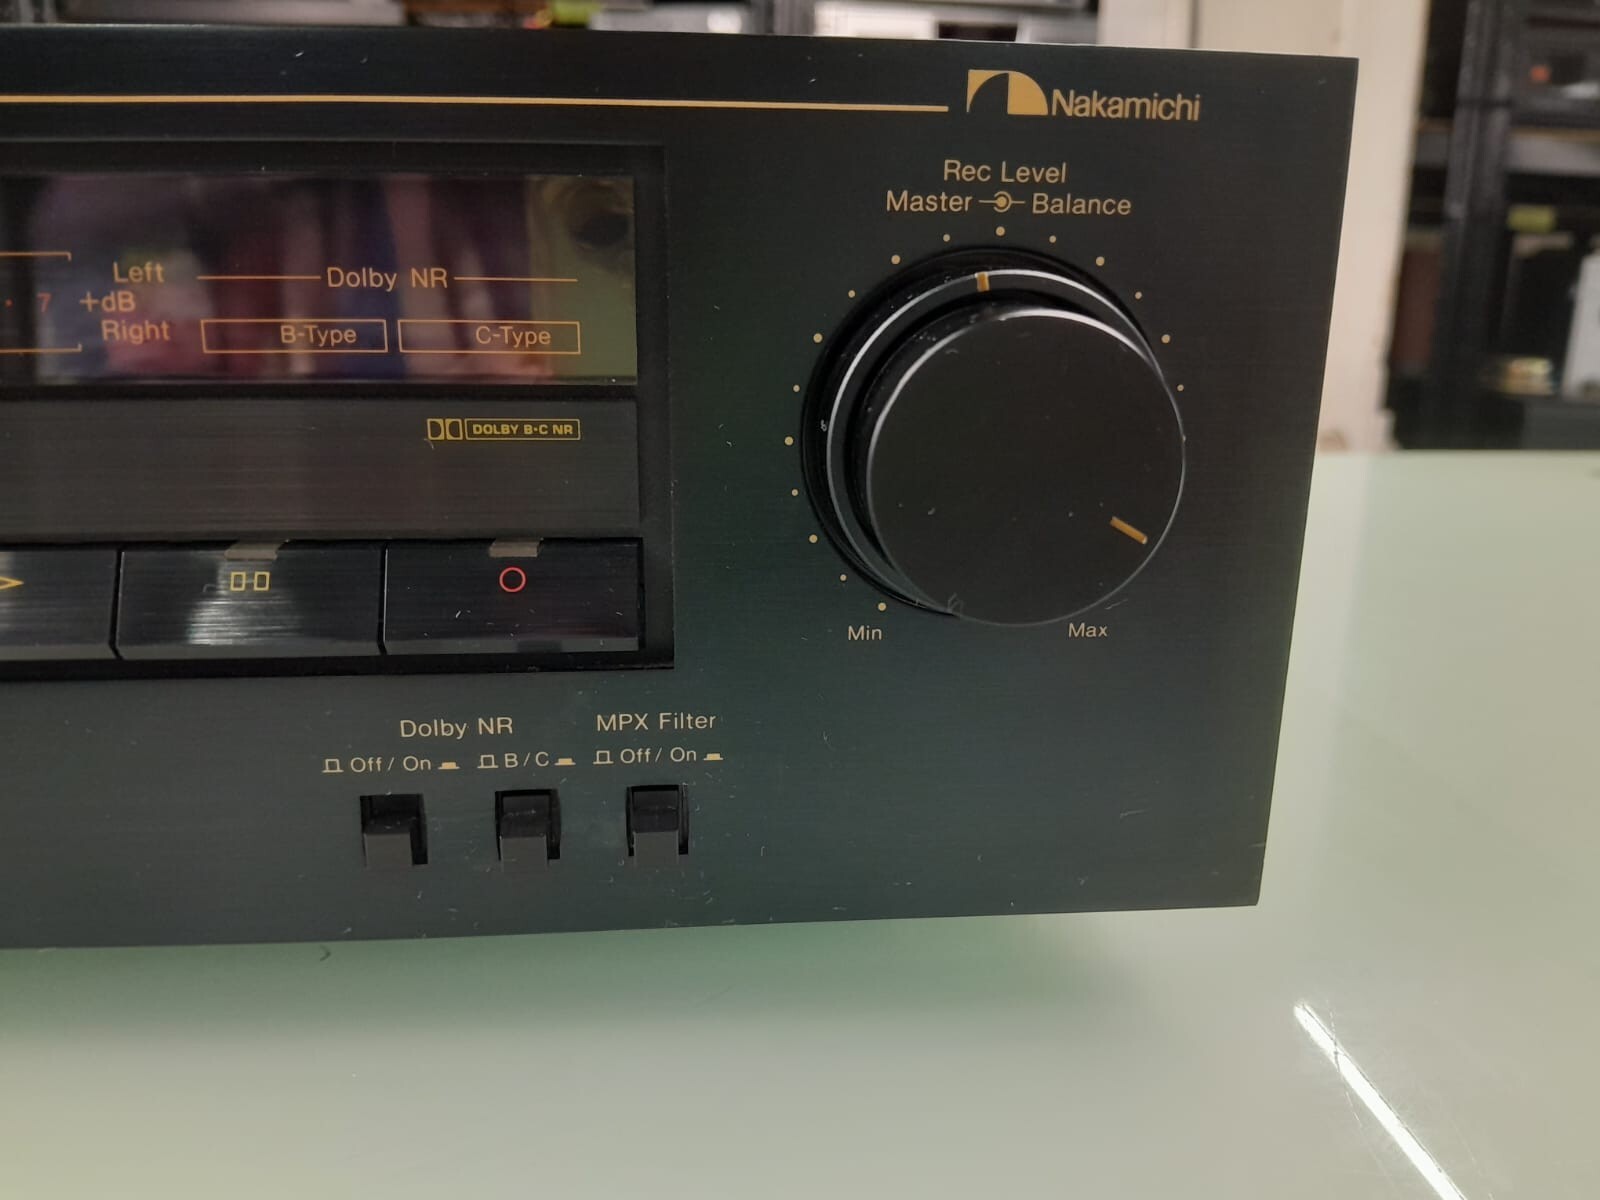 Nakamichi
Rec Level
Master Balance
Left
Dolby NR
7 +dB
Right
B-Type
C-Type
DOLBY B·C NR
Min
Max
Dolby NR
MPX Filter
Off / On
B / C
Off / On